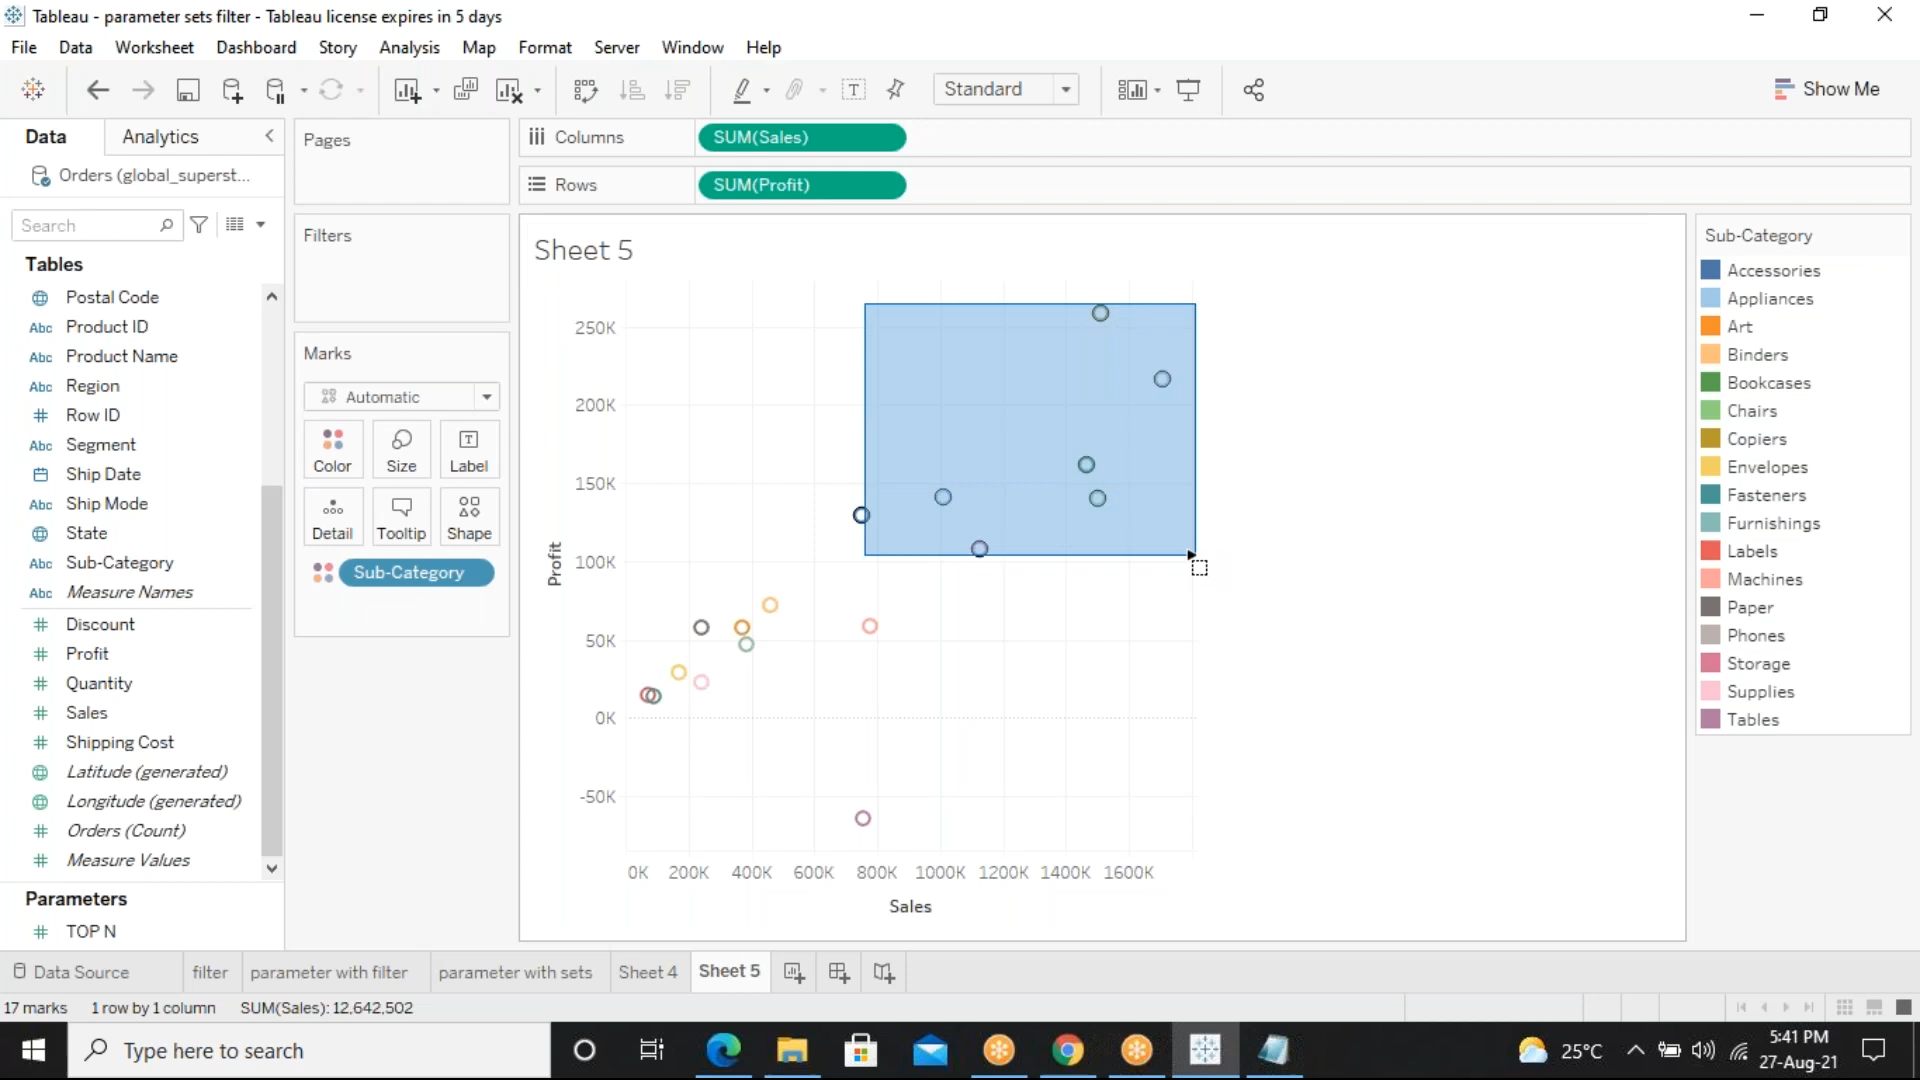 Tableau - parameter sets filter - Tableau license expires in 5 days
File Data Worksheet Dashboard Story Analysis Map Format Server Window Help
Standard
Show Me
Data Analytics
Orders (global_superst...
Search
Tables
Postal Code
Abc Product ID
Abc Product Name
Abc Region
# Row ID
Abc Segment
Ship Date
Abc Ship Mode
State
Abc Sub-Category
Abc Measure Names
# Discount
# Profit
# Quantity
# Sales
# Shipping Cost
Latitude (generated)
Longitude (generated)
# Orders (Count)
# Measure Values
Parameters
# TOP N
Pages
Filters
Marks
Automatic
Color Size Label
Detail Tooltip Shape
Sub-Category
Columns SUM(Sales)
Rows SUM(Profit)
Sheet 5
250K
200K
150K
100K
50K
0K
-50K
Profit
0K 200K 400K 600K 800K 1000K 1200K 1400K 1600K
Sales
Sub-Category
Accessories
Appliances
Art
Binders
Bookcases
Chairs
Copiers
Envelopes
Fasteners
Furnishings
Labels
Machines
Paper
Phones
Storage
Supplies
Tables
Data Source filter parameter with filter parameter with sets Sheet 4 Sheet 5
17 marks 1 row by 1 column SUM(Sales): 12,642,502
Type here to search
25°C
5:41 PM
27-Aug-21